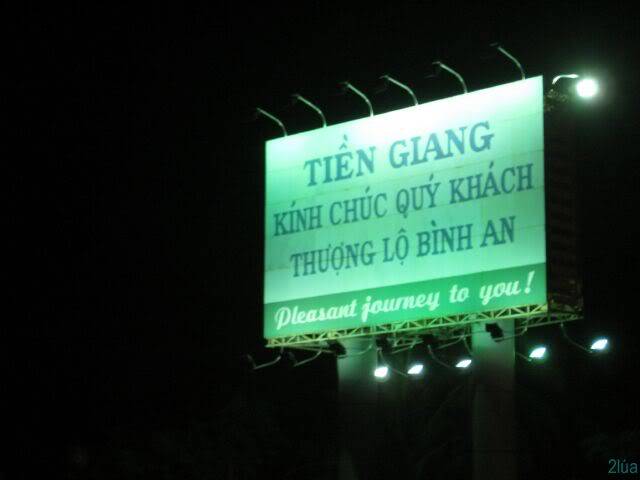 TIỀN GIANG
KÍNH CHÚC QUÝ KHÁCH
THƯỢNG LỘ BÌNH AN
Pleasant journey to you!
2lúa